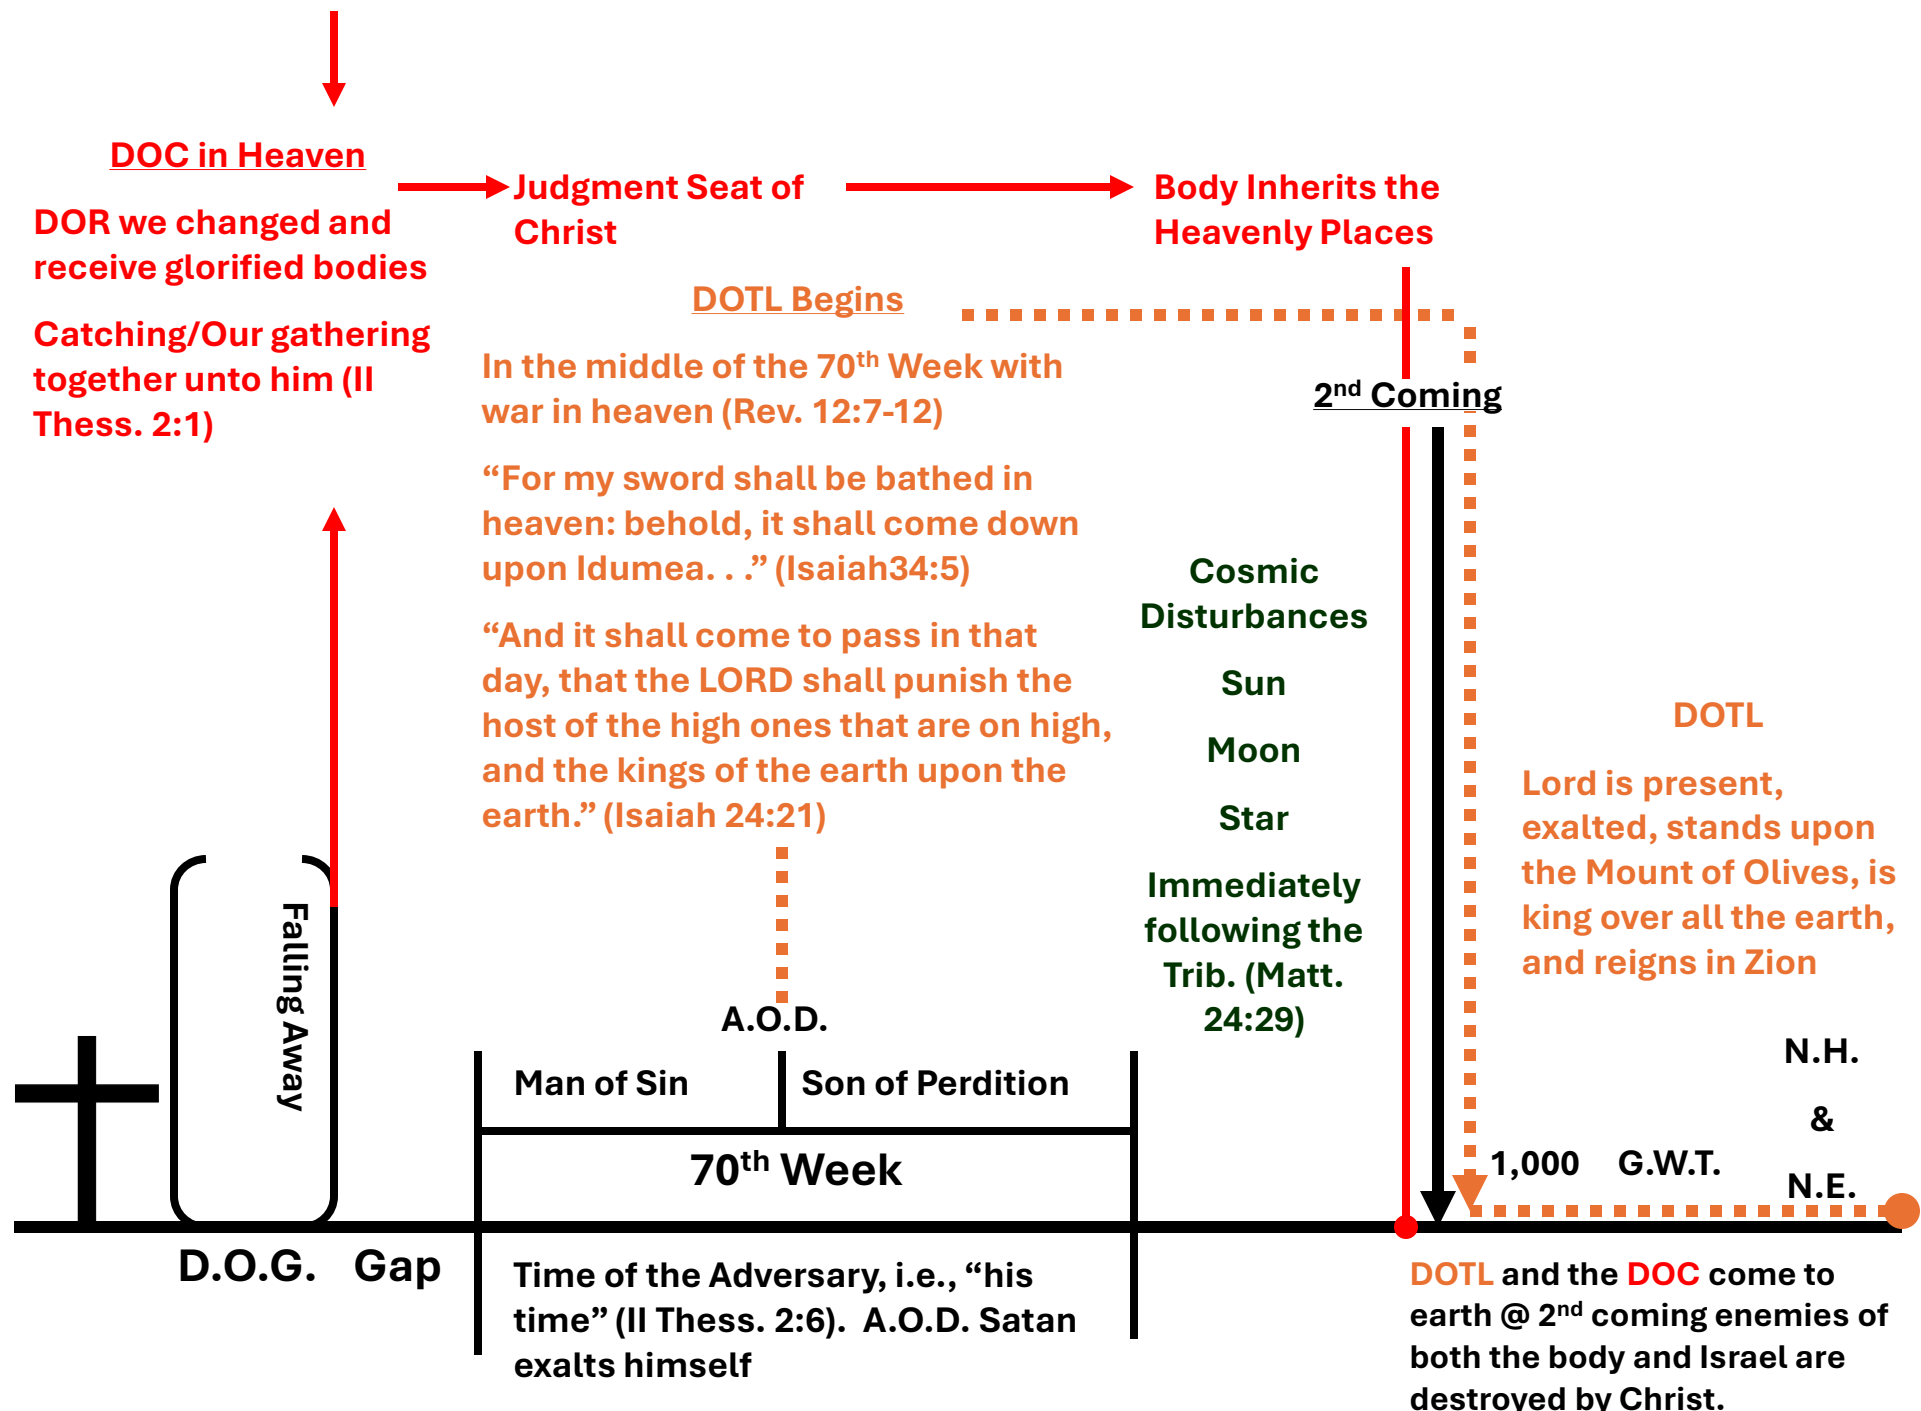 DOC in Heaven
DOR we changed and
receive glorified bodies
Catching/Our gathering
together unto him (II
Thess. 2:1)
Judgment Seat of
Christ
Body Inherits the
Heavenly Places
DOTL Begins
In the middle of the 70th Week with
war in heaven (Rev. 12:7-12)
“For my sword shall be bathed in
heaven: behold, it shall come down
upon Idumea. . .” (Isaiah34:5)
“And it shall come to pass in that
day, that the LORD shall punish the
host of the high ones that are on high,
and the kings of the earth upon the
earth.” (Isaiah 24:21)
2nd Coming
Cosmic
Disturbances
Sun
Moon
Star
Immediately
following the
Trib. (Matt.
24:29)
DOTL
Lord is present,
exalted, stands upon
the Mount of Olives, is
king over all the earth,
and reigns in Zion
Falling Away
A.O.D.
Man of Sin
Son of Perdition
70th Week
1,000
G.W.T.
N.H.
&
N.E.
D.O.G.
Gap
Time of the Adversary, i.e., “his
time” (II Thess. 2:6).  A.O.D. Satan
exalts himself
DOTL and the DOC come to
earth @ 2nd coming enemies of
both the body and Israel are
destroyed by Christ.